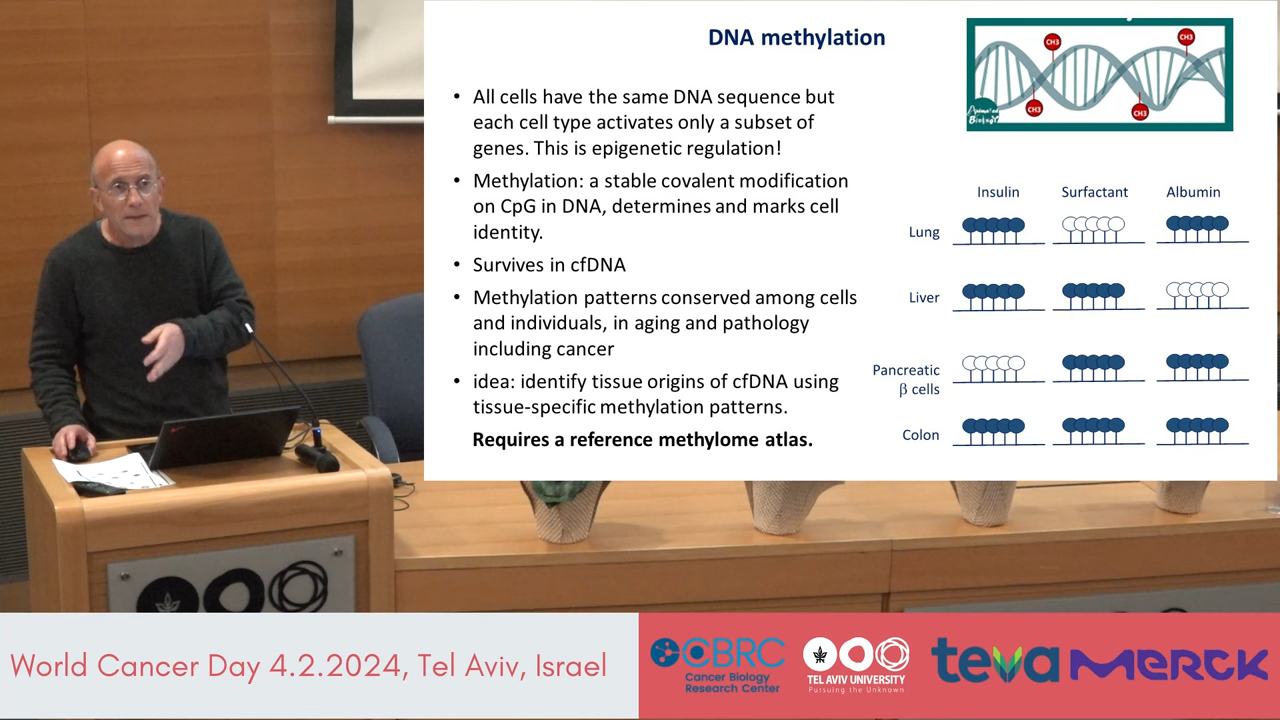 DNA methylation
• All cells have the same DNA sequence but
each cell type activates only a subset of
genes. This is epigenetic regulation!
• Methylation: a stable covalent modification
on CpG in DNA, determines and marks cell
identity.
• Survives in cfDNA
• Methylation patterns conserved among cells
and individuals, in aging and pathology
including cancer
• idea: identify tissue origins of cfDNA using
tissue-specific methylation patterns.
Requires a reference methylome atlas.
CH3
CH3
CH3
CH3
Animated
Biology
Insulin Surfactant Albumin
Lung
Liver
Pancreatic
β cells
Colon
World Cancer Day 4.2.2024, Tel Aviv, Israel
CBRC
Cancer Biology
Research Center
TEL AVIV UNIVERSITY
Pursuing the Unknown
teva
MERCK